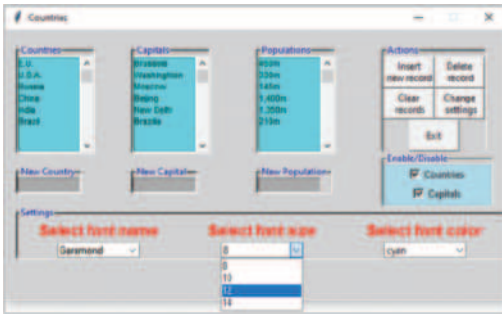 Countries
Countries
Capitals
Populations
Actions
E.U.
U.S.A.
Russia
China
India
Brazil
Brussels
Washington
Moscow
Beijing
New Delhi
Brasilia
450m
330m
145m
1,400m
1,350m
210m
Insert
new record
Delete
record
Clear
records
Change
settings
Exit
New Country
New Capital
New Population
Enable/Disable
Countries
Capitals
Settings
Select font name
Select font size
Select font color
Garamond
8
cyan
8
10
12
14